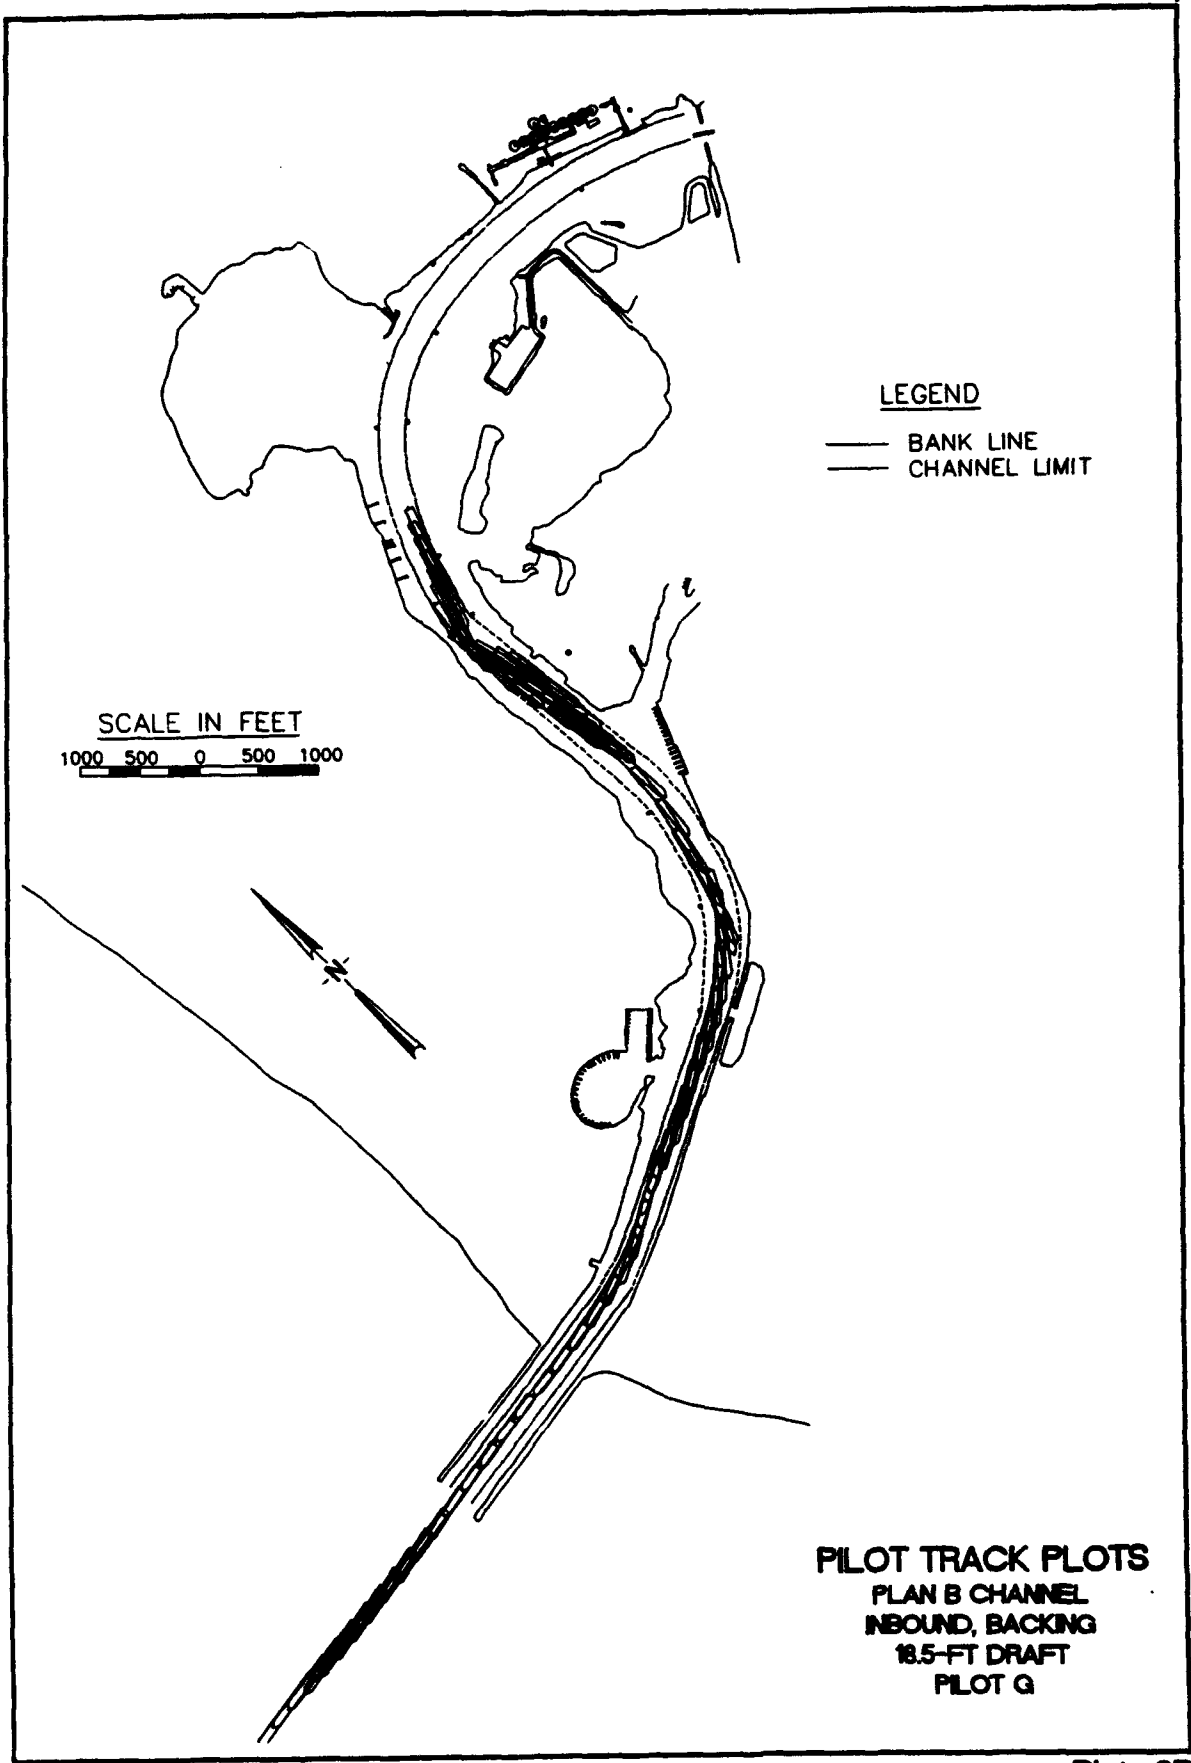 LEGEND
BANK LINE
CHANNEL LIMIT
SCALE IN FEET
1000 500 0 500 1000
N
PILOT TRACK PLOTS
PLAN B CHANNEL
INBOUND, BACKING
18.5-FT DRAFT
PILOT G